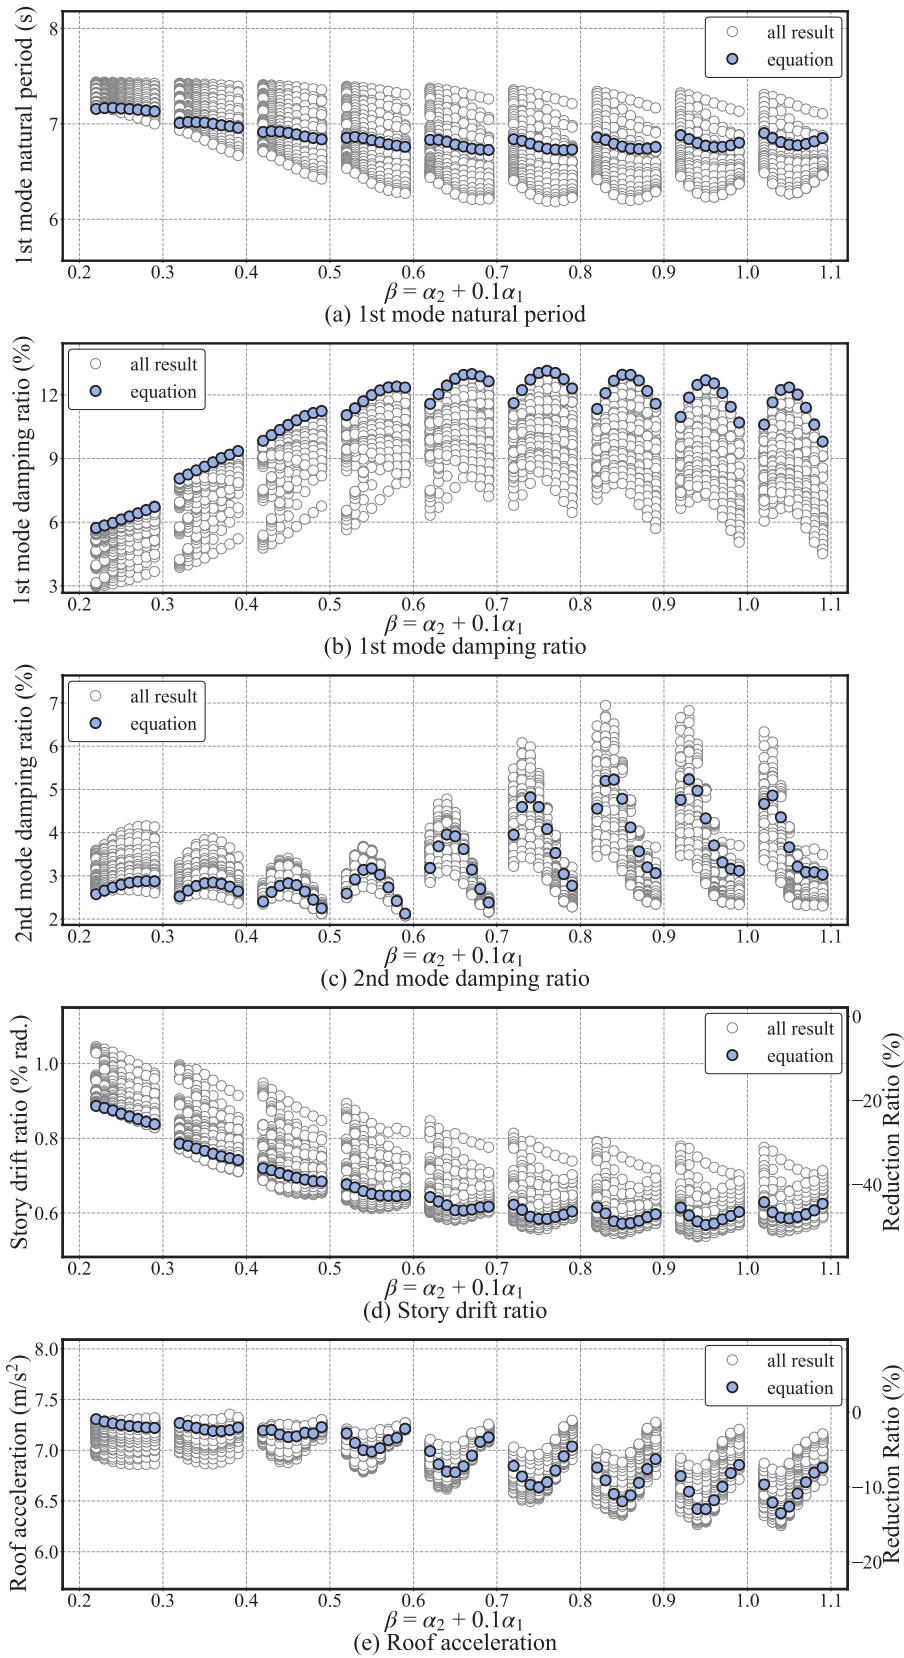 1st mode natural period (s)
8
7
6
all result
equation
0.2 0.3 0.4 0.5 0.6 0.7 0.8 0.9 1.0 1.1
β = α₂ + 0.1α₁
(a) 1st mode natural period
1st mode damping ratio (%)
12
9
6
3
all result
equation
0.2 0.3 0.4 0.5 0.6 0.7 0.8 0.9 1.0 1.1
β = α₂ + 0.1α₁
(b) 1st mode damping ratio
2nd mode damping ratio (%)
7
6
5
4
3
2
all result
equation
0.2 0.3 0.4 0.5 0.6 0.7 0.8 0.9 1.0 1.1
β = α₂ + 0.1α₁
(c) 2nd mode damping ratio
Story drift ratio (% rad.)
1.0
0.8
0.6
all result
equation
0
−20
−40
Reduction Ratio (%)
0.2 0.3 0.4 0.5 0.6 0.7 0.8 0.9 1.0 1.1
β = α₂ + 0.1α₁
(d) Story drift ratio
Roof acceleration (m/s²)
8.0
7.5
7.0
6.5
6.0
all result
equation
0
−10
−20
Reduction Ratio (%)
0.2 0.3 0.4 0.5 0.6 0.7 0.8 0.9 1.0 1.1
β = α₂ + 0.1α₁
(e) Roof acceleration